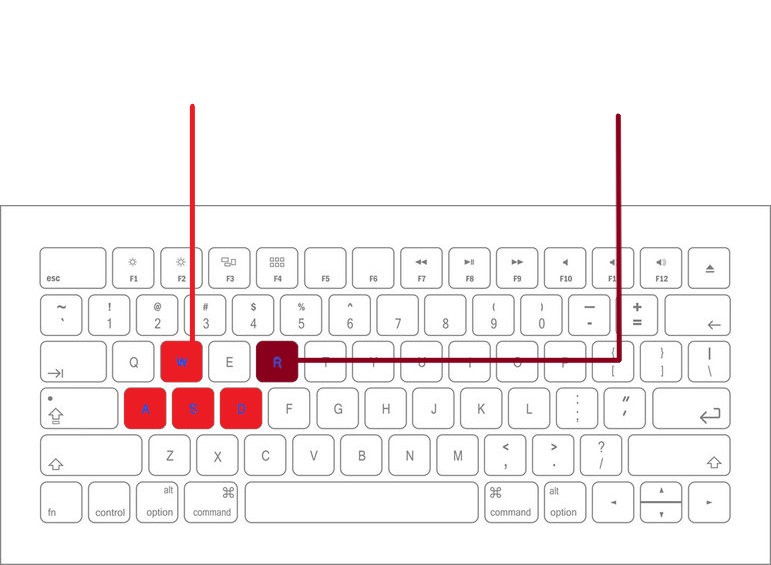 esc F1 F2 F3 F4 F5 F6 F7 F8 F9 F10 F1 F12
~ ` ! 1 @ 2 # 3 $ 4 % 5 ^ 6 7 8 ( 9 ) 0 — - + =
Q W E R T Y U I O P { [ } ] | \
A S D F G H J K L : ; " '
Z X C V B N M < , > . ? /
fn control alt option ⌘ command ⌘ command alt option